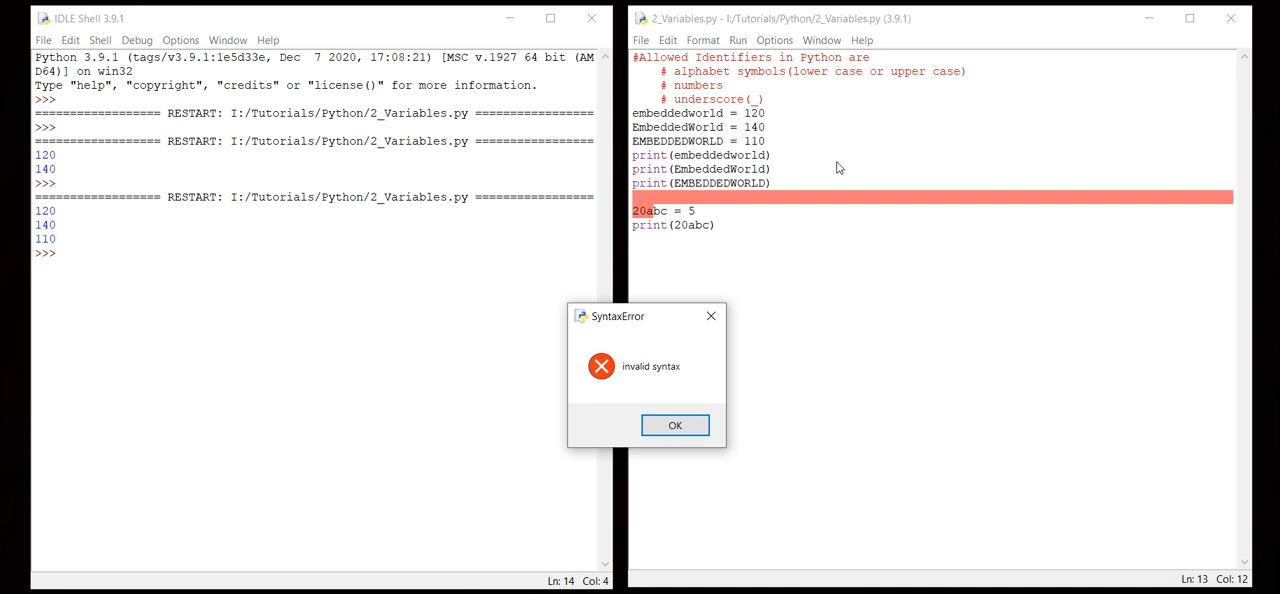 IDLE Shell 3.9.1
File Edit Shell Debug Options Window Help
Python 3.9.1 (tags/v3.9.1:1e5d33e, Dec  7 2020, 17:08:21) [MSC v.1927 64 bit (AM
D64)] on win32
Type "help", "copyright", "credits" or "license()" for more information.
>>>
=================== RESTART: I:/Tutorials/Python/2_Variables.py ==================
>>>
=================== RESTART: I:/Tutorials/Python/2_Variables.py ==================
120
140
>>>
=================== RESTART: I:/Tutorials/Python/2_Variables.py ==================
120
140
110
>>>
Ln: 14 Col: 4
2_Variables.py - I:/Tutorials/Python/2_Variables.py (3.9.1)
File Edit Format Run Options Window Help
#Allowed Identifiers in Python are
    # alphabet symbols(lower case or upper case)
    # numbers
    # underscore(_)
embeddedworld = 120
EmbeddedWorld = 140
EMBEDDEDWORLD = 110
print(embeddedworld)
print(EmbeddedWorld)
print(EMBEDDEDWORLD)
20abc = 5
print(20abc)
Ln: 13 Col: 12
SyntaxError
invalid syntax
OK